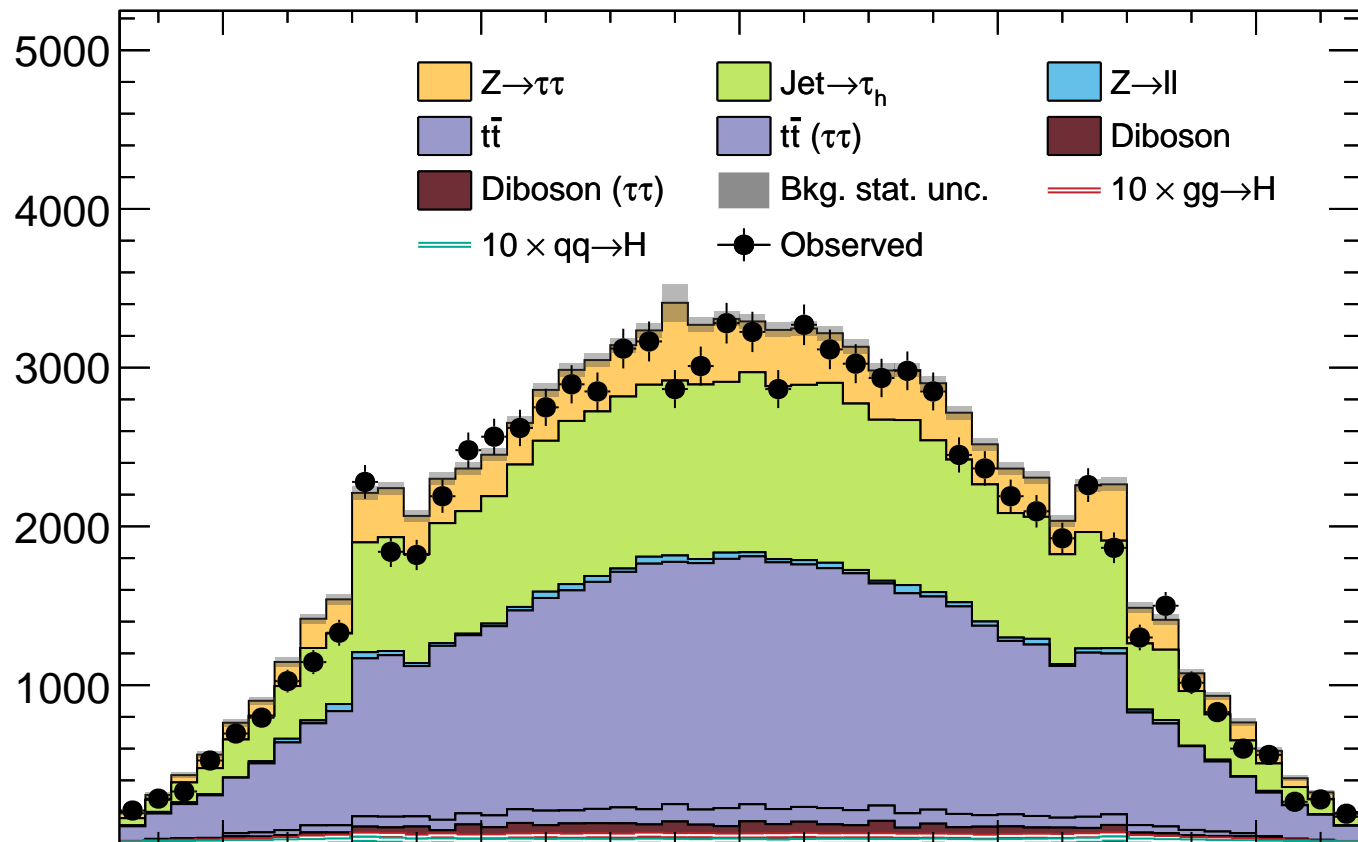 5000
Z→ττ Jet→τh Z→ll
tt̄ tt̄ (ττ) Diboson
Diboson (ττ) Bkg. stat. unc. 10 × gg→H
4000
10 × qq→H Observed
3000
2000
1000